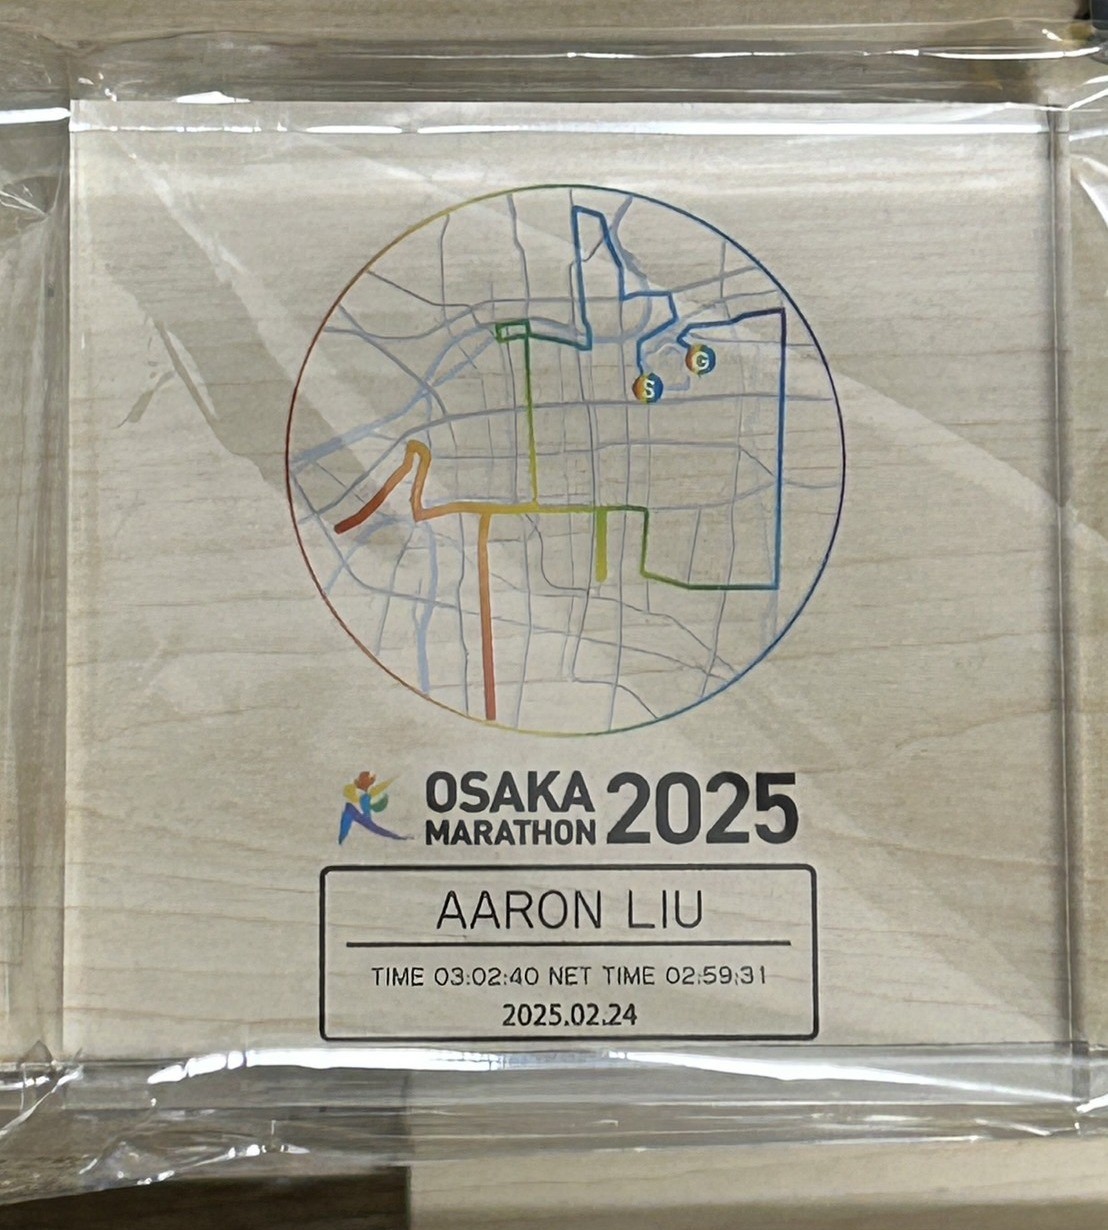 G
S
OSAKA
MARATHON 2025
AARON LIU
TIME 03:02:40 NET TIME 02:59:31
2025.02.24